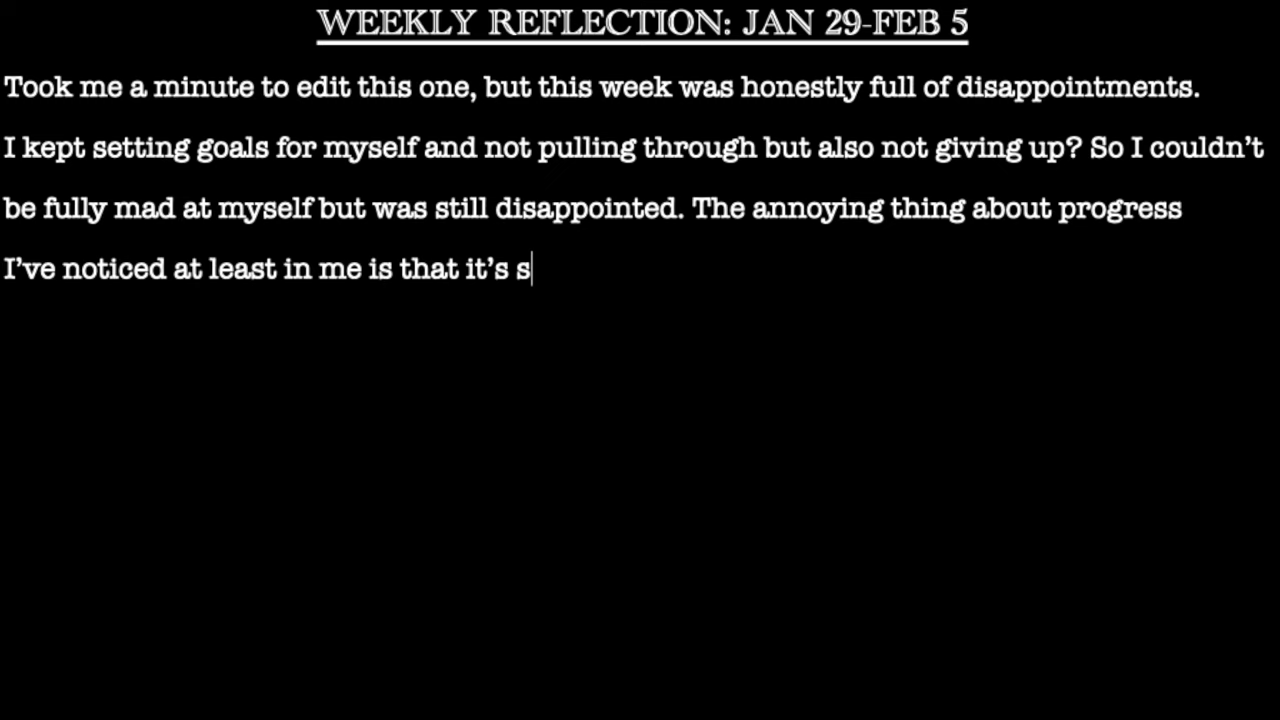 WEEKLY REFLECTION: JAN 29-FEB 5
Took me a minute to edit this one, but this week was honestly full of disappointments.
I kept setting goals for myself and not pulling through but also not giving up? So I couldn’t
be fully mad at myself but was still disappointed. The annoying thing about progress
I’ve noticed at least in me is that it’s s